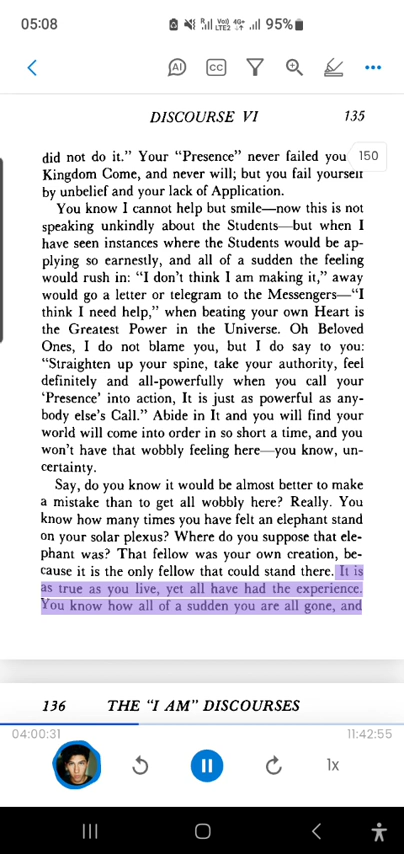 05:08
VoI)
LTE2
4G+
95%
AI
CC
DISCOURSE VI 135
did not do it.” Your “Presence” never failed you
150
Kingdom Come, and never will; but you fail yourself
by unbelief and your lack of Application.
You know I cannot help but smile—now this is not
speaking unkindly about the Students—but when I
have seen instances where the Students would be ap-
plying so earnestly, and all of a sudden the feeling
would rush in: “I don’t think I am making it,” away
would go a letter or telegram to the Messengers—“I
think I need help,” when beating your own Heart is
the Greatest Power in the Universe. Oh Beloved
Ones, I do not blame you, but I do say to you:
“Straighten up your spine, take your authority, feel
definitely and all-powerfully when you call your
‘Presence’ into action, It is just as powerful as any-
body else’s Call.” Abide in It and you will find your
world will come into order in so short a time, and you
won’t have that wobbly feeling here—you know, un-
certainty.
Say, do you know it would be almost better to make
a mistake than to get all wobbly here? Really. You
know how many times you have felt an elephant stand
on your solar plexus? Where do you suppose that ele-
phant was? That fellow was your own creation, be-
cause it is the only fellow that could stand there. It is
as true as you live, yet all have had the experience.
You know how all of a sudden you are all gone, and
136 THE “I AM” DISCOURSES
04:00:31 11:42:55
1x